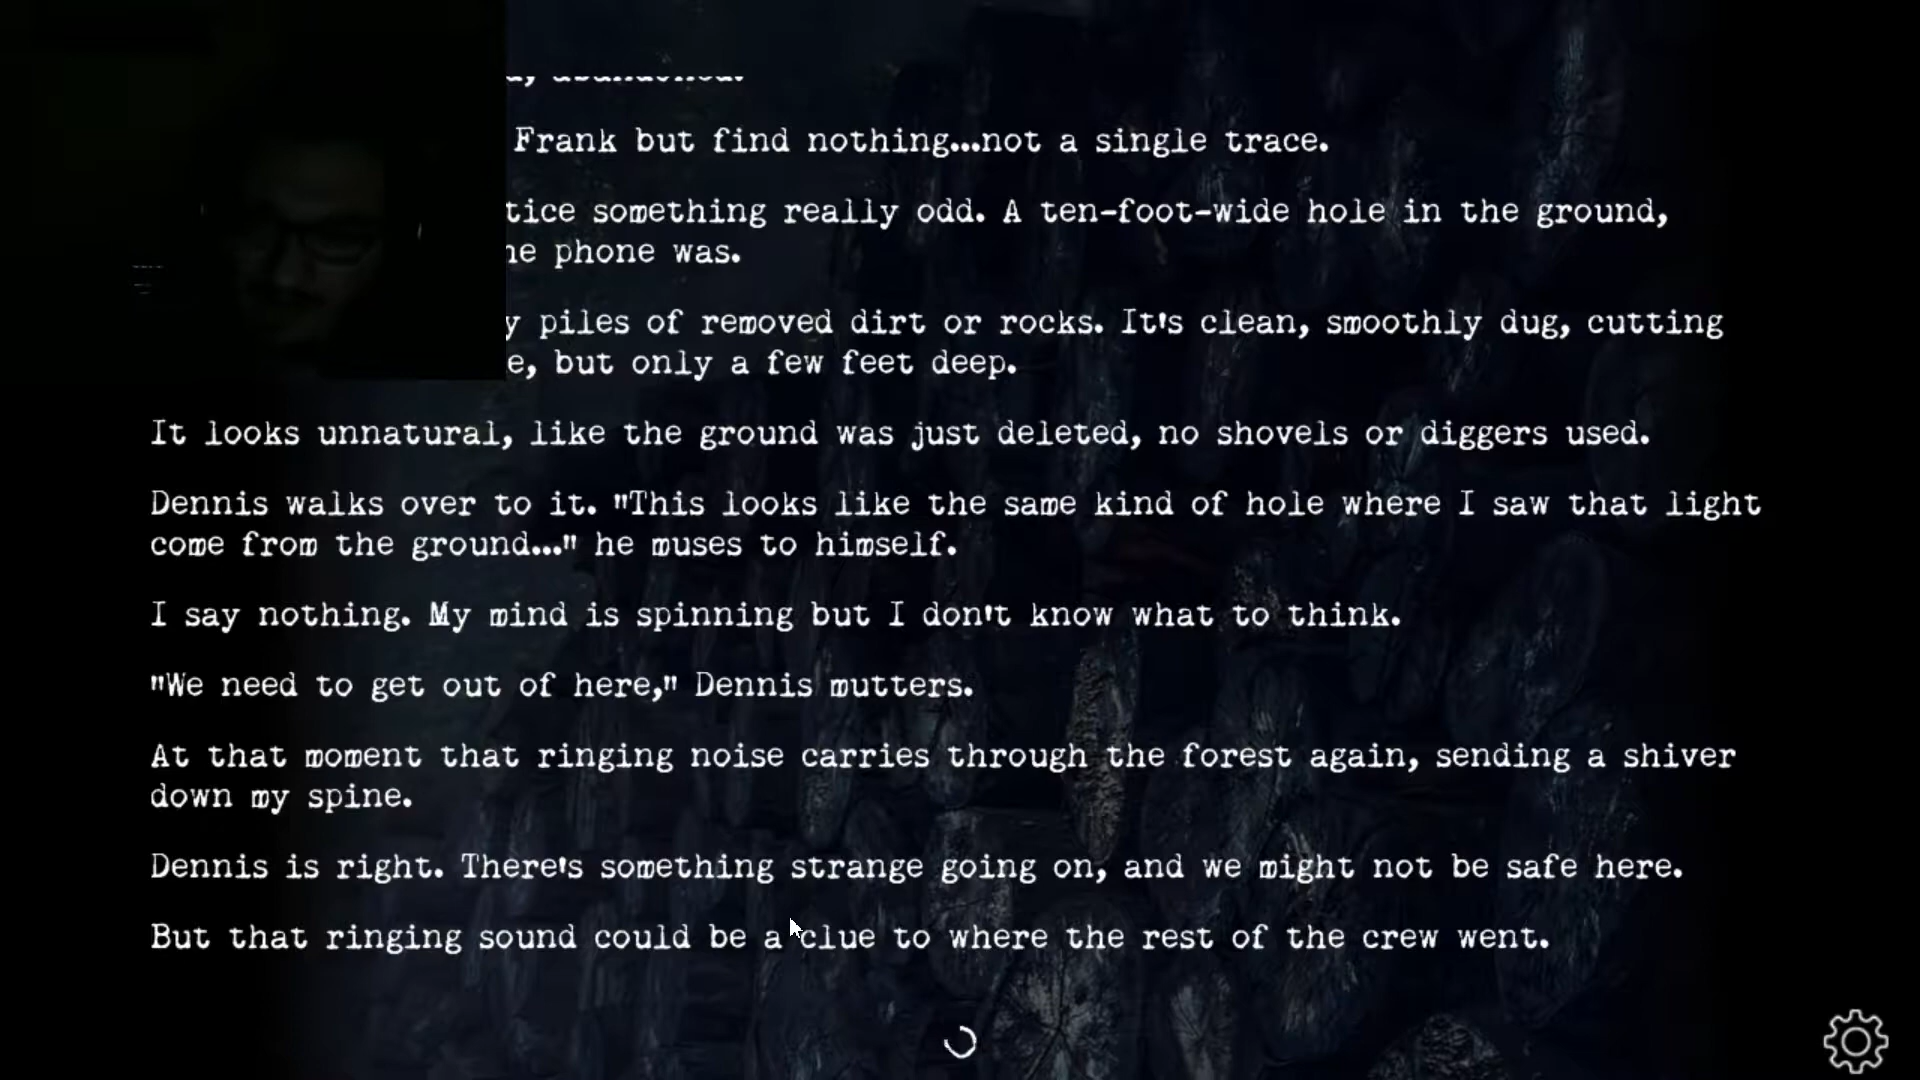 Frank but find nothing...not a single trace.
something really odd. A ten-foot-wide hole in the ground,
phone was.
piles of removed dirt or rocks. It's clean, smoothly dug, cutting
but only a few feet deep.
It looks unnatural, like the ground was just deleted, no shovels or diggers used.
Dennis walks over to it. "This looks like the same kind of hole where I saw that light
come from the ground..." he muses to himself.
I say nothing. My mind is spinning but I don't know what to think.
"We need to get out of here," Dennis mutters.
At that moment that ringing noise carries through the forest again, sending a shiver
down my spine.
Dennis is right. There's something strange going on, and we might not be safe here.
But that ringing sound could be a clue to where the rest of the crew went.